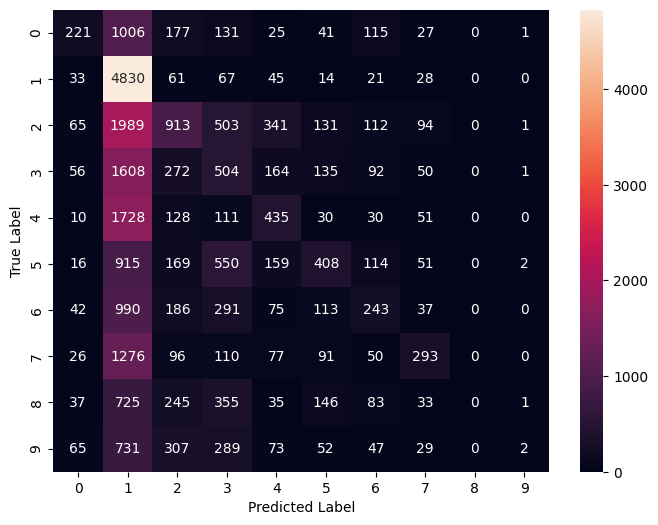 0 221 1006 177 131 25 41 115 27 0 1
1 33 4830 61 67 45 14 21 28 0 0
2 65 1989 913 503 341 131 112 94 0 1
3 56 1608 272 504 164 135 92 50 0 1
4 10 1728 128 111 435 30 30 51 0 0
5 16 915 169 550 159 408 114 51 0 2
6 42 990 186 291 75 113 243 37 0 0
7 26 1276 96 110 77 91 50 293 0 0
8 37 725 245 355 35 146 83 33 0 1
9 65 731 307 289 73 52 47 29 0 2
0 1 2 3 4 5 6 7 8 9
Predicted Label
True Label
4000
3000
2000
1000
0